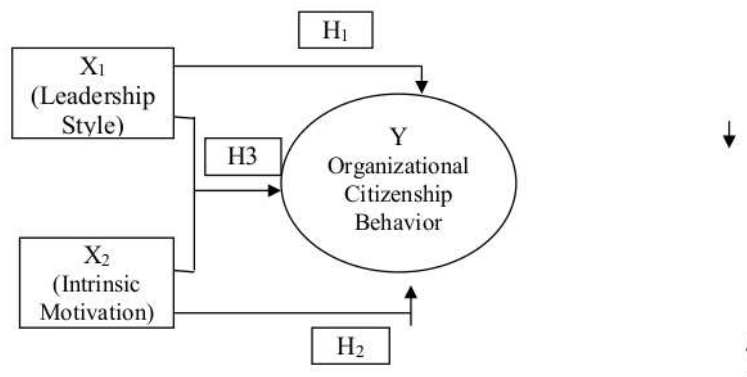 H₁
X₁
(Leadership
Style)
H3
Y
Organizational
Citizenship
Behavior
X₂
(Intrinsic
Motivation)
H₂